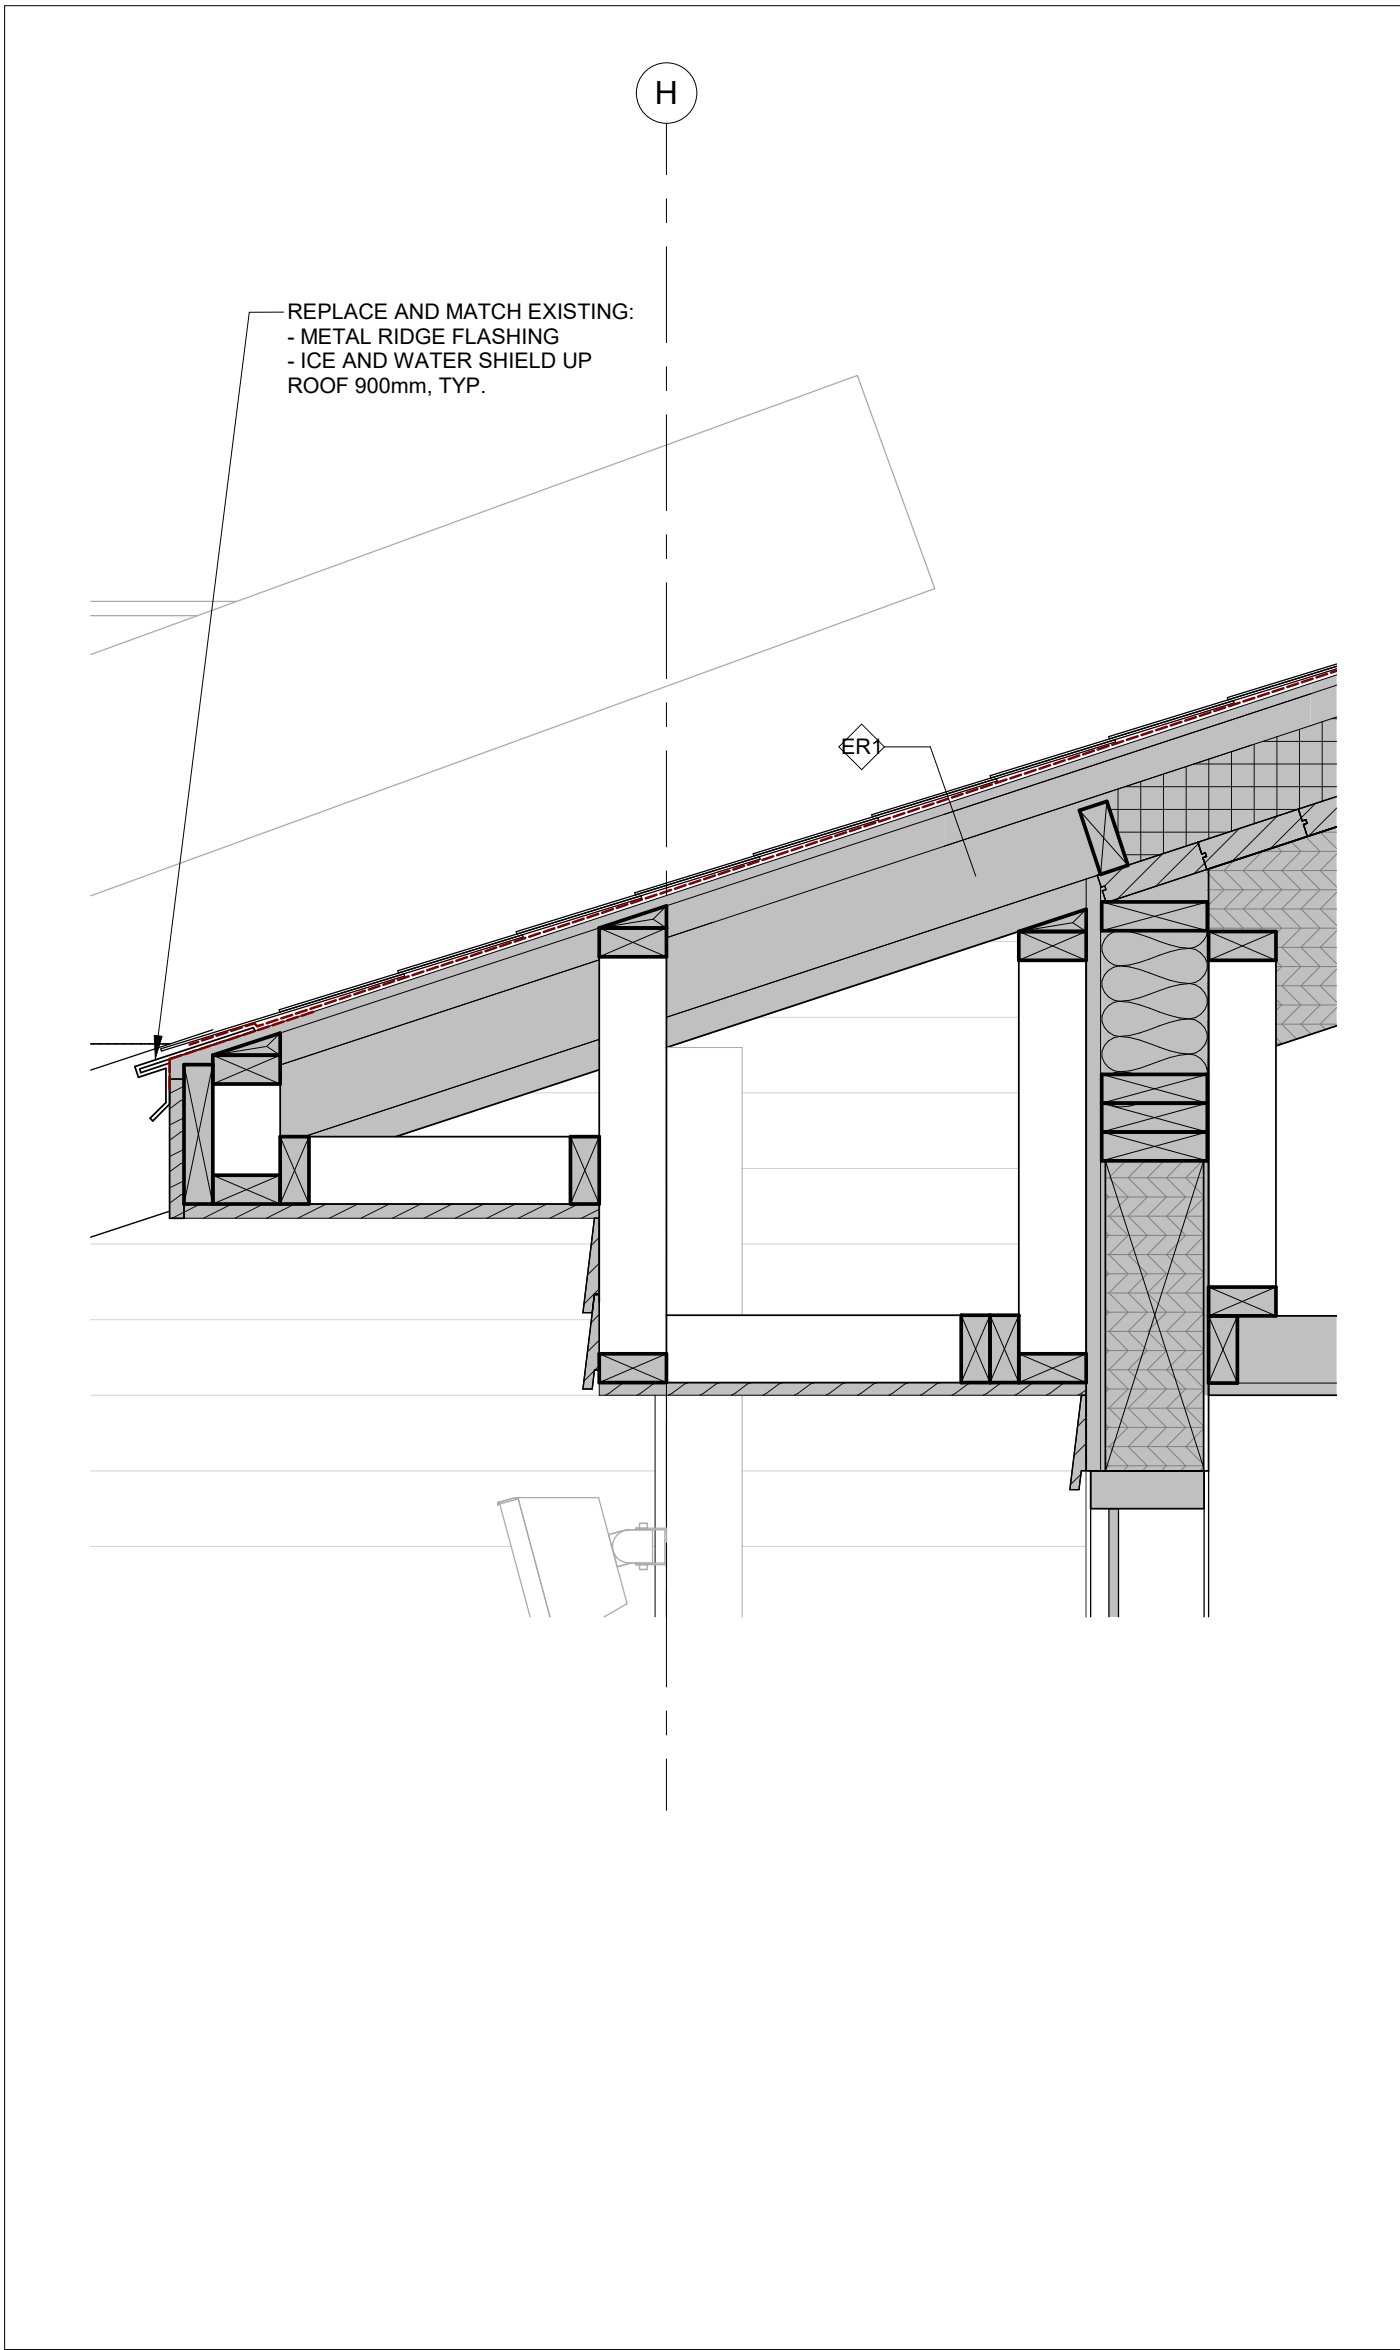 H
REPLACE AND MATCH EXISTING:
- METAL RIDGE FLASHING
- ICE AND WATER SHIELD UP
ROOF 900mm, TYP.
ER1